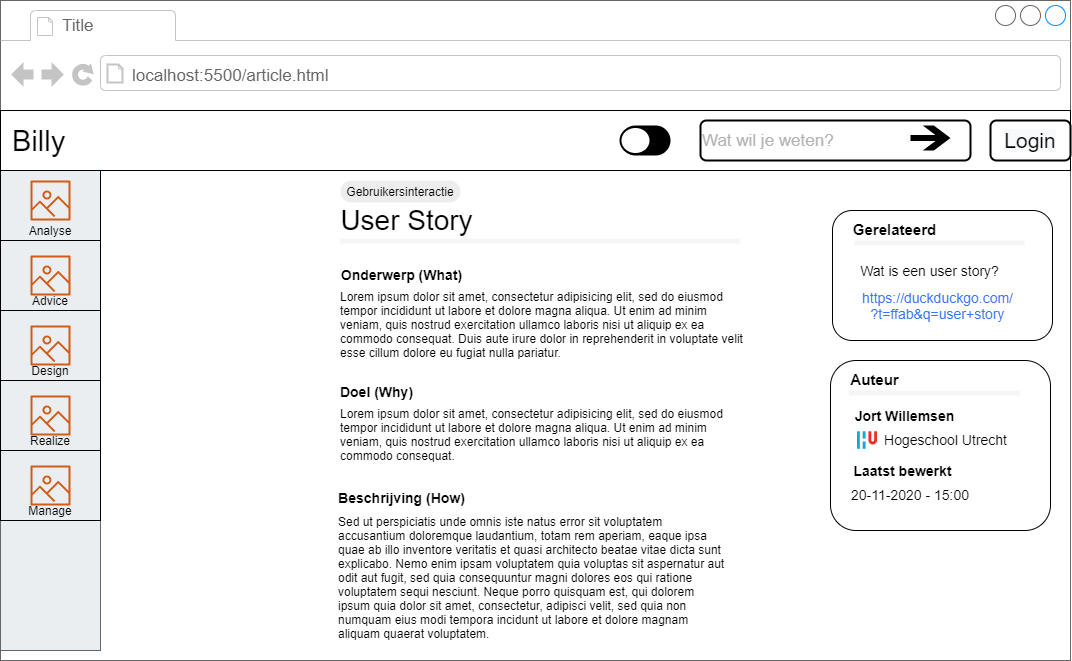 Title
localhost:5500/article.html
Billy
Wat wil je weten?
Login
Analyse
Advice
Design
Realize
Manage
Gebruikersinteractie
User Story
Onderwerp (What)
Lorem ipsum dolor sit amet, consectetur adipisicing elit, sed do eiusmod
tempor incididunt ut labore et dolore magna aliqua. Ut enim ad minim
veniam, quis nostrud exercitation ullamco laboris nisi ut aliquip ex ea
commodo consequat. Duis aute irure dolor in reprehenderit in voluptate velit
esse cillum dolore eu fugiat nulla pariatur.
Doel (Why)
Lorem ipsum dolor sit amet, consectetur adipisicing elit, sed do eiusmod
tempor incididunt ut labore et dolore magna aliqua. Ut enim ad minim
veniam, quis nostrud exercitation ullamco laboris nisi ut aliquip ex ea
commodo consequat.
Beschrijving (How)
Sed ut perspiciatis unde omnis iste natus error sit voluptatem
accusantium doloremque laudantium, totam rem aperiam, eaque ipsa
quae ab illo inventore veritatis et quasi architecto beatae vitae dicta sunt
explicabo. Nemo enim ipsam voluptatem quia voluptas sit aspernatur aut
odit aut fugit, sed quia consequuntur magni dolores eos qui ratione
voluptatem sequi nesciunt. Neque porro quisquam est, qui dolorem
ipsum quia dolor sit amet, consectetur, adipisci velit, sed quia non
numquam eius modi tempora incidunt ut labore et dolore magnam
aliquam quaerat voluptatem.
Gerelateerd
Wat is een user story?
https://duckduckgo.com/
?t=ffab&q=user+story
Auteur
Jort Willemsen
HU Hogeschool Utrecht
Laatst bewerkt
20-11-2020 - 15:00